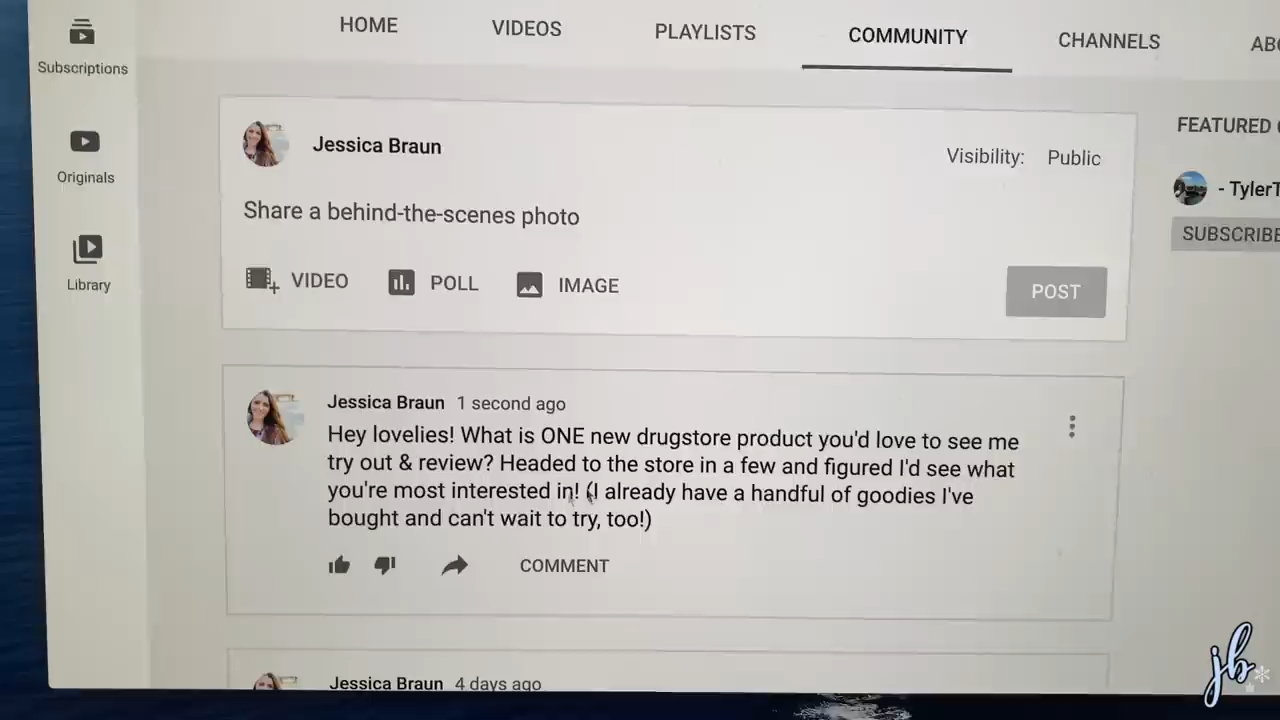 HOME VIDEOS PLAYLISTS COMMUNITY CHANNELS
Subscriptions
Originals
Library
Jessica Braun
Visibility: Public
Share a behind-the-scenes photo
VIDEO POLL IMAGE
POST
FEATURED
- TylerT
SUBSCRIBE
Jessica Braun 1 second ago
Hey lovelies! What is ONE new drugstore product you'd love to see me
try out & review? Headed to the store in a few and figured I'd see what
you're most interested in! (I already have a handful of goodies I've
bought and can't wait to try, too!)
COMMENT
Jessica Braun 4 days ago
jb